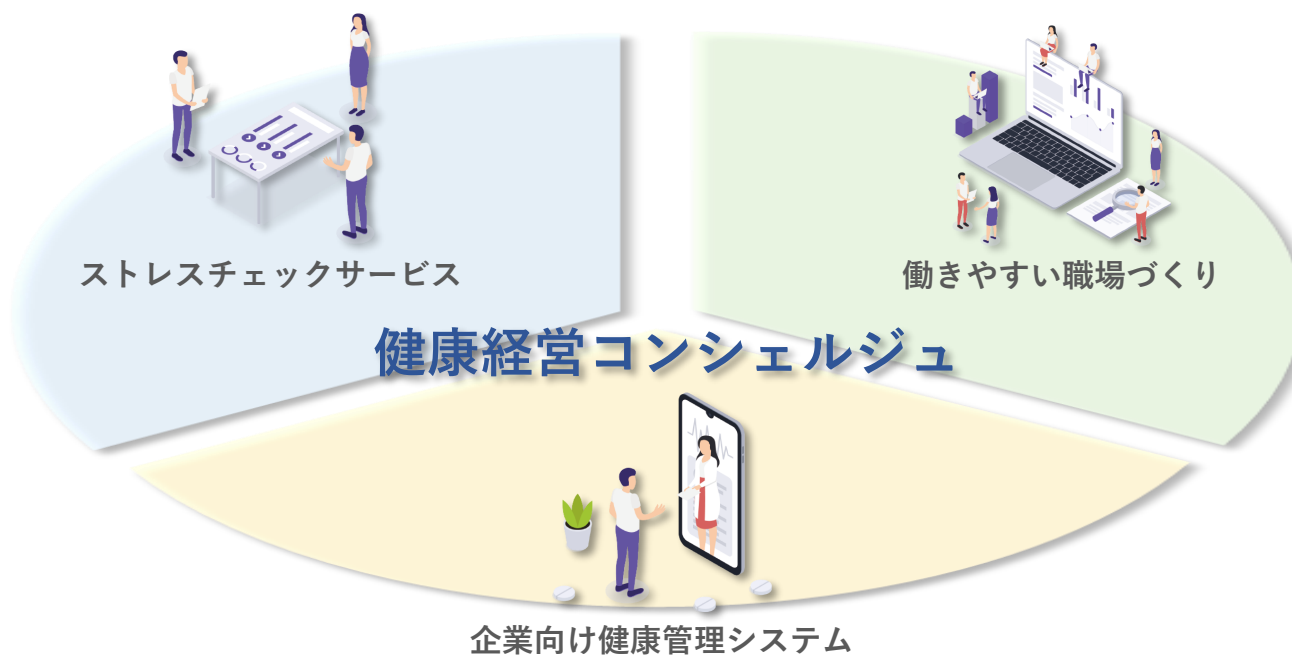 ストレスチェックサービス
働きやすい職場づくり
健康経営コンシェルジュ
企業向け健康管理システム